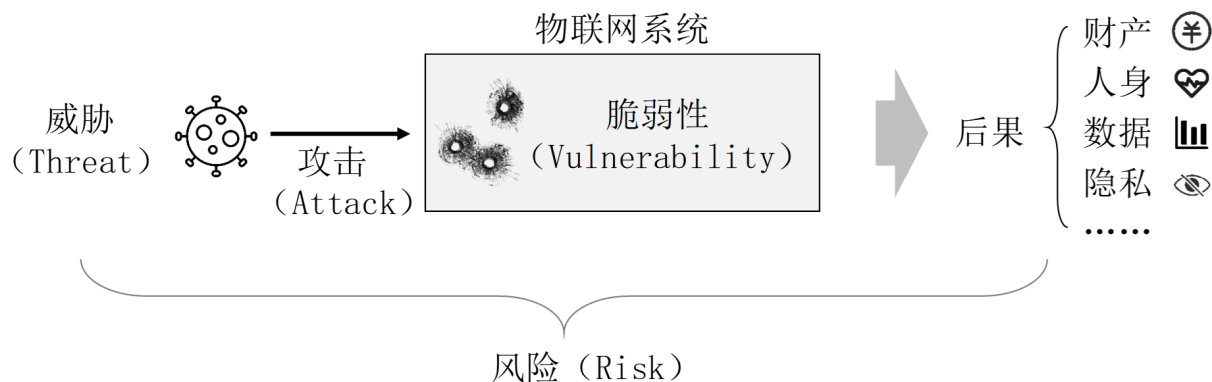 物联网系统
威胁
（Threat）
攻击
（Attack）
脆弱性
（Vulnerability）
后果
财产
人身
数据
隐私
……
风险（Risk）